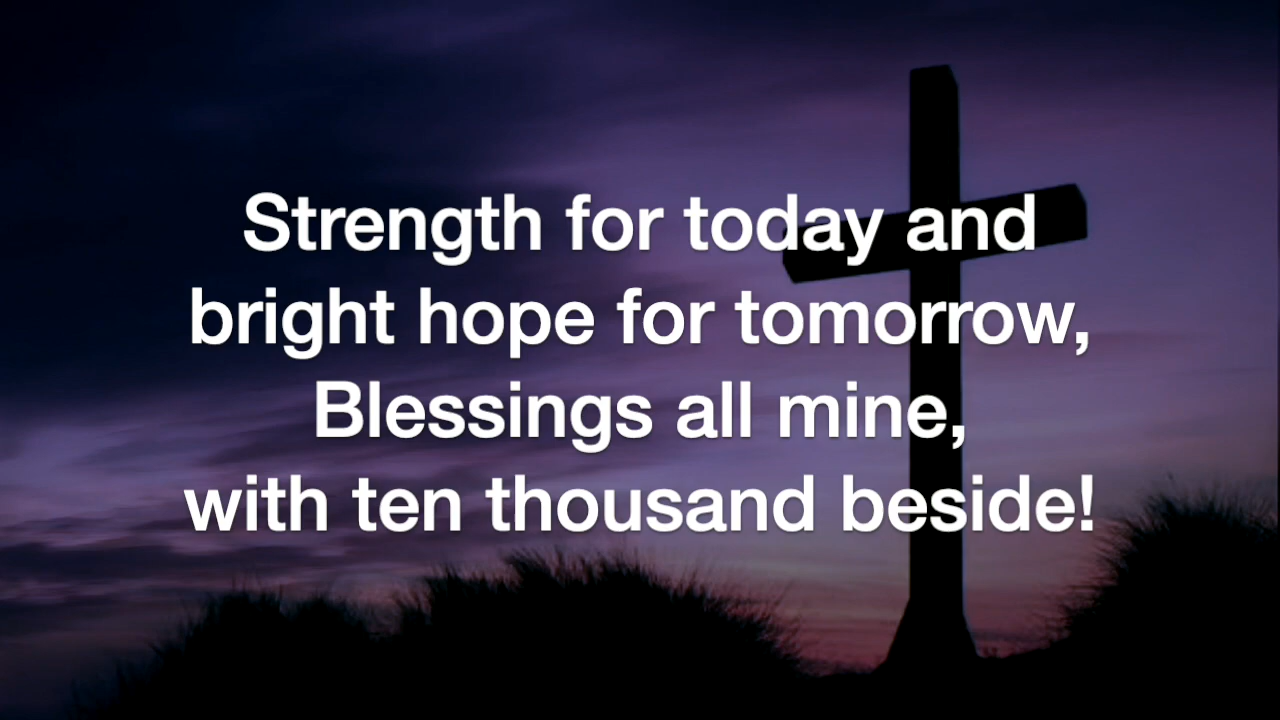 Strength for today and
bright hope for tomorrow,
Blessings all mine,
with ten thousand beside!